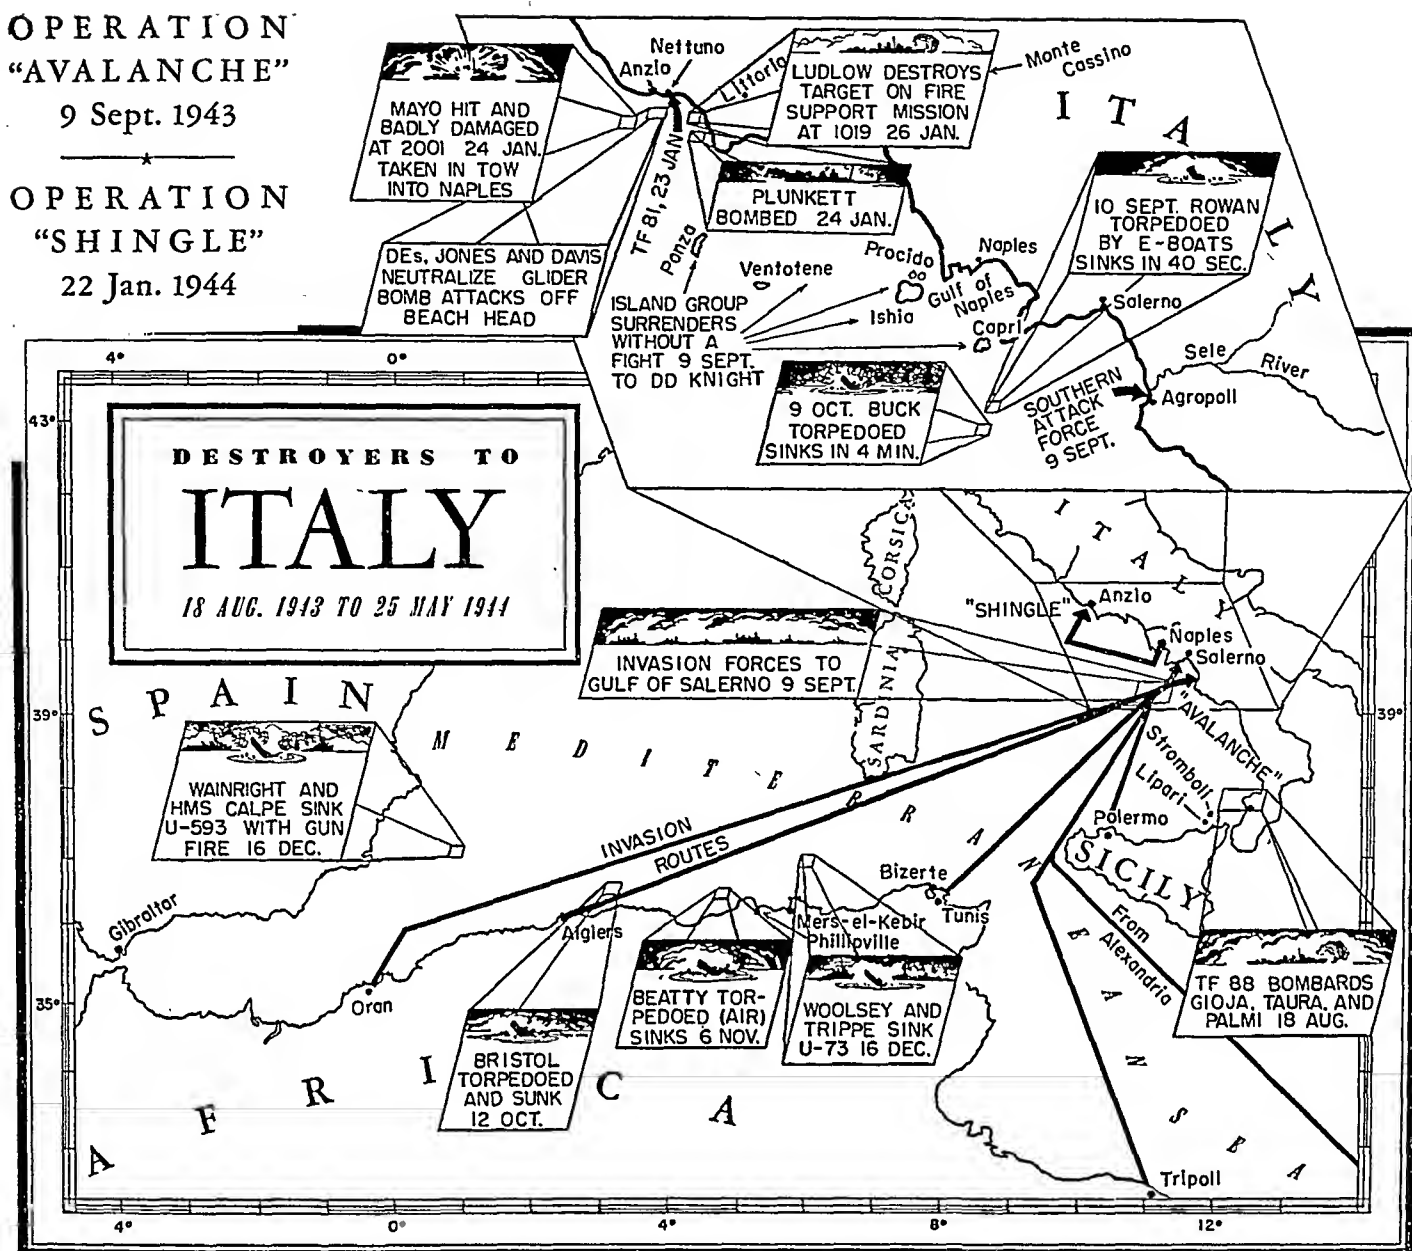 OPERATION
"AVALANCHE"
9 Sept. 1943
OPERATION
"SHINGLE"
22 Jan. 1944
MAYO HIT AND
BADLY DAMAGED
AT 2001 24 JAN.
TAKEN IN TOW
INTO NAPLES
Nettuno
Anzio
Littoria
LUDLOW DESTROYS
TARGET ON FIRE
SUPPORT MISSION
AT 1019 26 JAN.
Monte
Cassino
ITALY
TF 81, 23 JAN
PLUNKETT
BOMBED 24 JAN.
10 SEPT. ROWAN
TORPEDOED
BY E-BOATS
SINKS IN 40 SEC.
DEs, JONES AND DAVIS
NEUTRALIZE GLIDER
BOMB ATTACKS OFF
BEACH HEAD
Ponza
Ventotene
Procido
Naples
Gulf of
Naples
Ishia
Capri
Salerno
ISLAND GROUP
SURRENDERS
WITHOUT A
FIGHT 9 SEPT.
TO DD KNIGHT
Sele
River
9 OCT. BUCK
TORPEDOED
SINKS IN 4 MIN.
SOUTHERN
ATTACK
FORCE
9 SEPT.
Agropoli
4°
0°
43°
DESTROYERS TO
ITALY
18 AUG. 1943 TO 25 MAY 1944
CORSICA
ITALY
"SHINGLE"
Anzio
Naples
Salerno
INVASION FORCES TO
GULF OF SALERNO 9 SEPT.
SARDINIA
SPAIN
39°
39°
MEDITERRANEAN SEA
"AVALANCHE"
Stromboli
Lipari
WAINRIGHT AND
HMS CALPE SINK
U-593 WITH GUN
FIRE 16 DEC.
INVASION
ROUTES
Polermo
SICILY
Bizerte
Tunis
Gibraltar
Algiers
Mers-el-Kebir
Phillipville
From
Alexandria
Oran
35°
BEATTY TOR-
PEDOED (AIR)
SINKS 6 NOV.
WOOLSEY AND
TRIPPE SINK
U-73 16 DEC.
TF 88 BOMBARDS
GIOJA, TAURA, AND
PALMI 18 AUG.
BRISTOL
TORPEDOED
AND SUNK
12 OCT.
AFRICA
Tripoli
4°
0°
4°
8°
12°